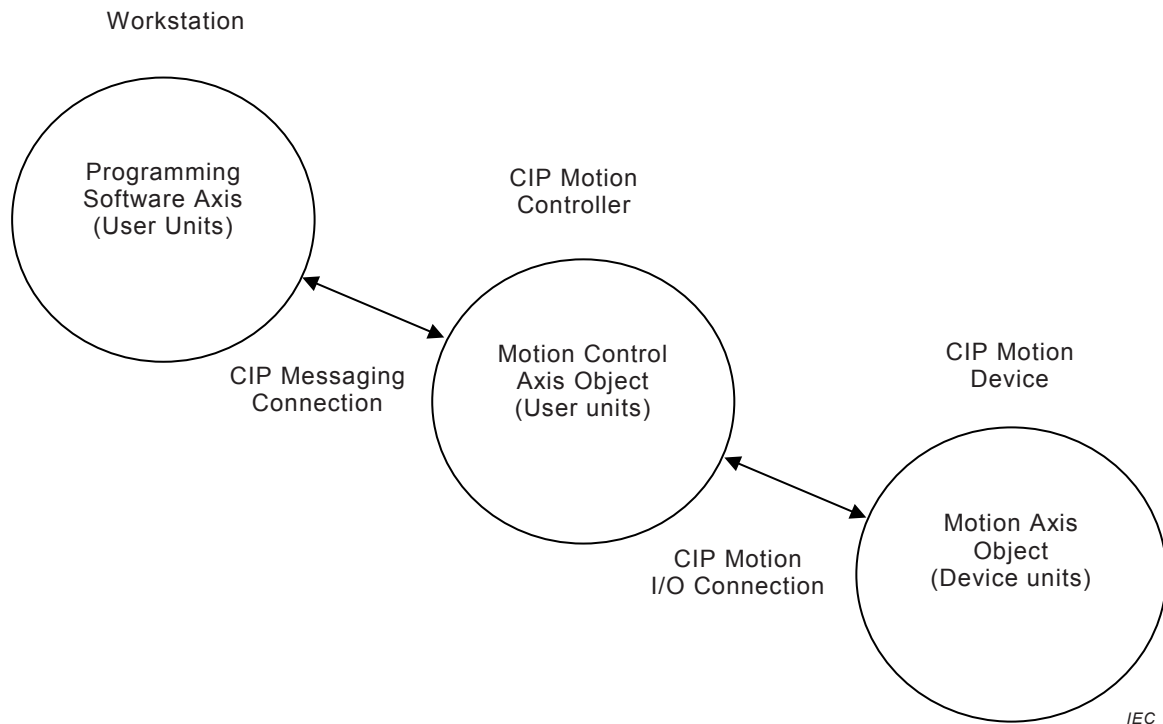 Workstation
Programming
Software Axis
(User Units)
CIP Motion
Controller
CIP Messaging
Connection
Motion Control
Axis Object
(User units)
CIP Motion
Device
CIP Motion
I/O Connection
Motion Axis
Object
(Device units)
IEC